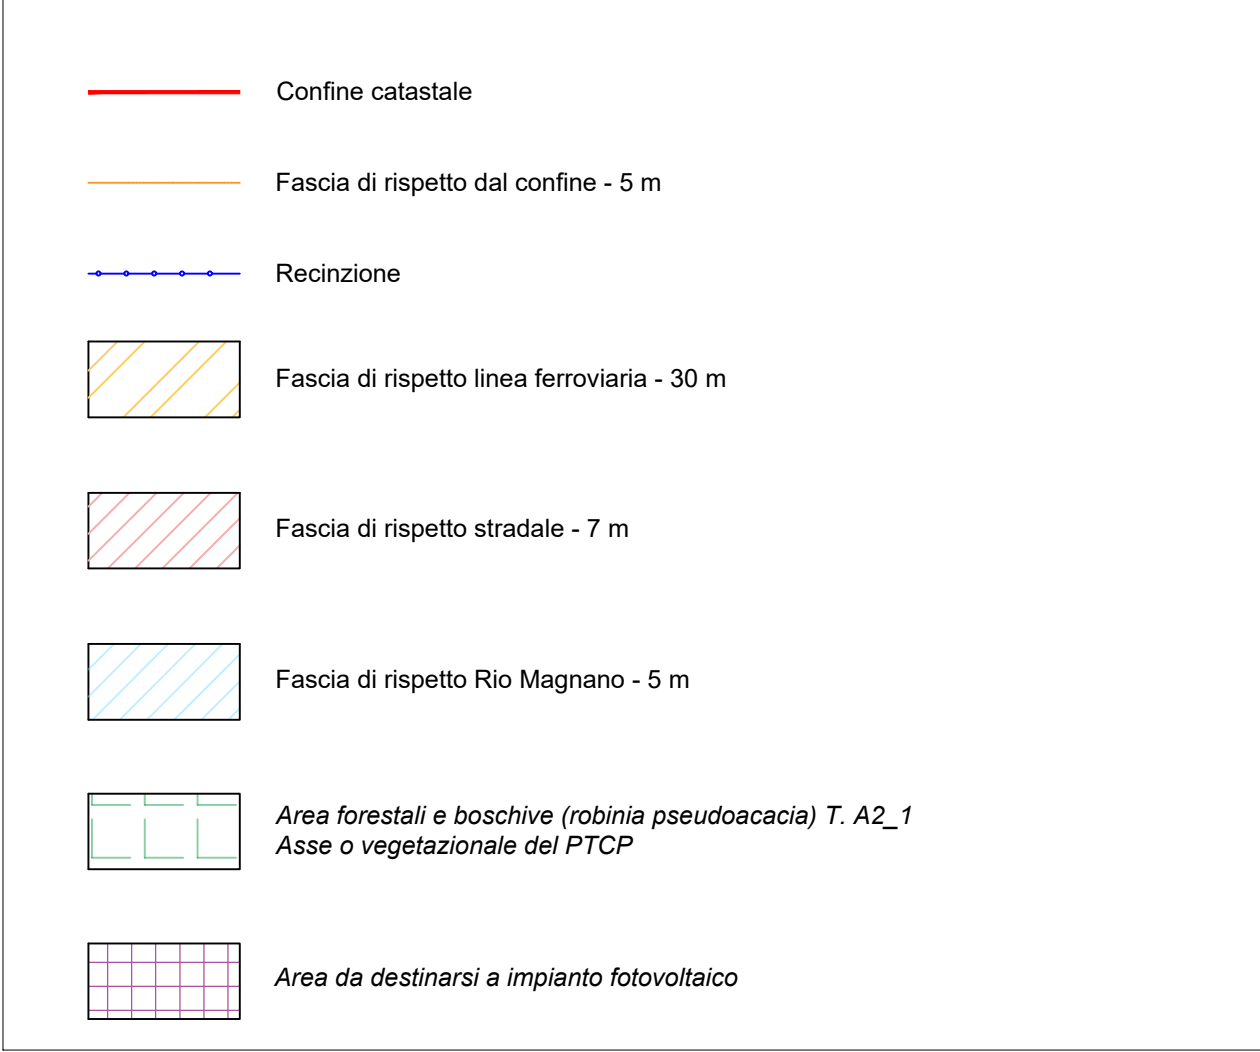 Confine catastale
Fascia di rispetto dal confine - 5 m
Recinzione
Fascia di rispetto linea ferroviaria - 30 m
Fascia di rispetto stradale - 7 m
Fascia di rispetto Rio Magnano - 5 m
Area forestali e boschive (robinia pseudoacacia) T. A2_1
Asse o vegetazionale del PTCP
Area da destinarsi a impianto fotovoltaico